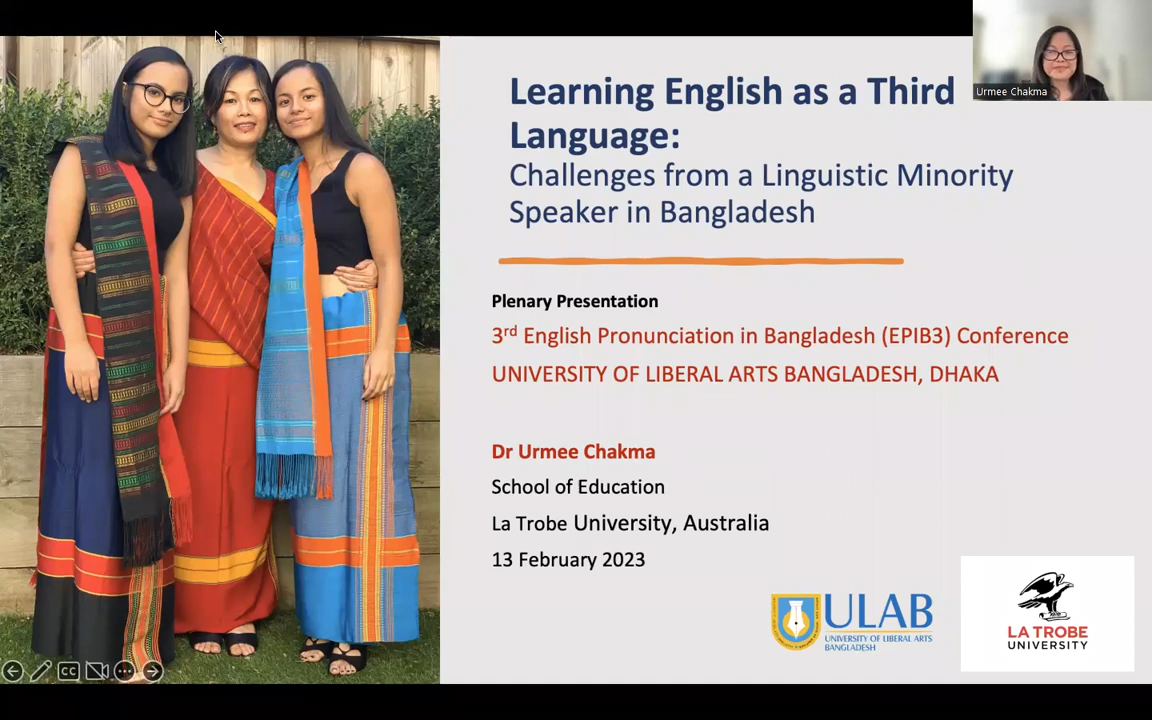 Urmee Chakma
Learning English as a Third
Language:
Challenges from a Linguistic Minority
Speaker in Bangladesh
Plenary Presentation
3rd English Pronunciation in Bangladesh (EPIB3) Conference
UNIVERSITY OF LIBERAL ARTS BANGLADESH, DHAKA
Dr Urmee Chakma
School of Education
La Trobe University, Australia
13 February 2023
ULAB
UNIVERSITY OF LIBERAL ARTS
BANGLADESH
LA TROBE
UNIVERSITY
CC